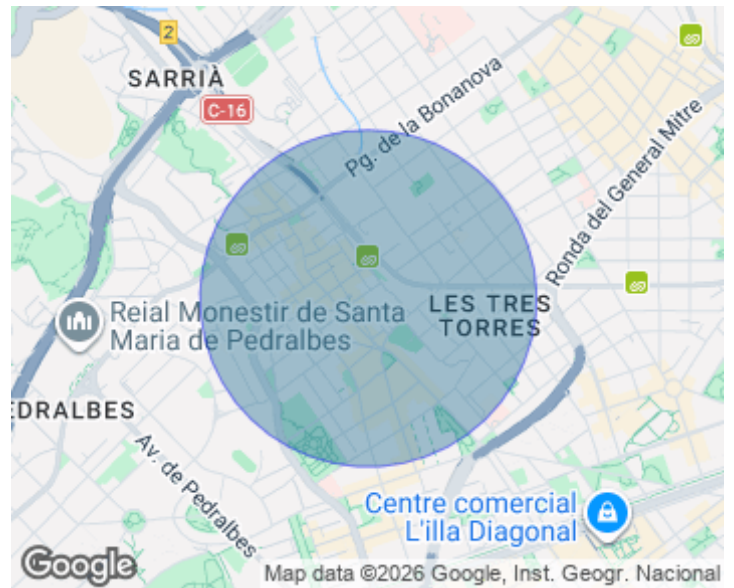 2
SARRIÀ
C-16
Pg. de la Bonanova
Ronda del General Mitre
Reial Monestir de Santa
Maria de Pedralbes
LES TRES
TORRES
EDRALBES
Av. de Pedralbes
Centre comercial
L'illa Diagonal
Google
Map data ©2026 Google, Inst. Geogr. Nacional